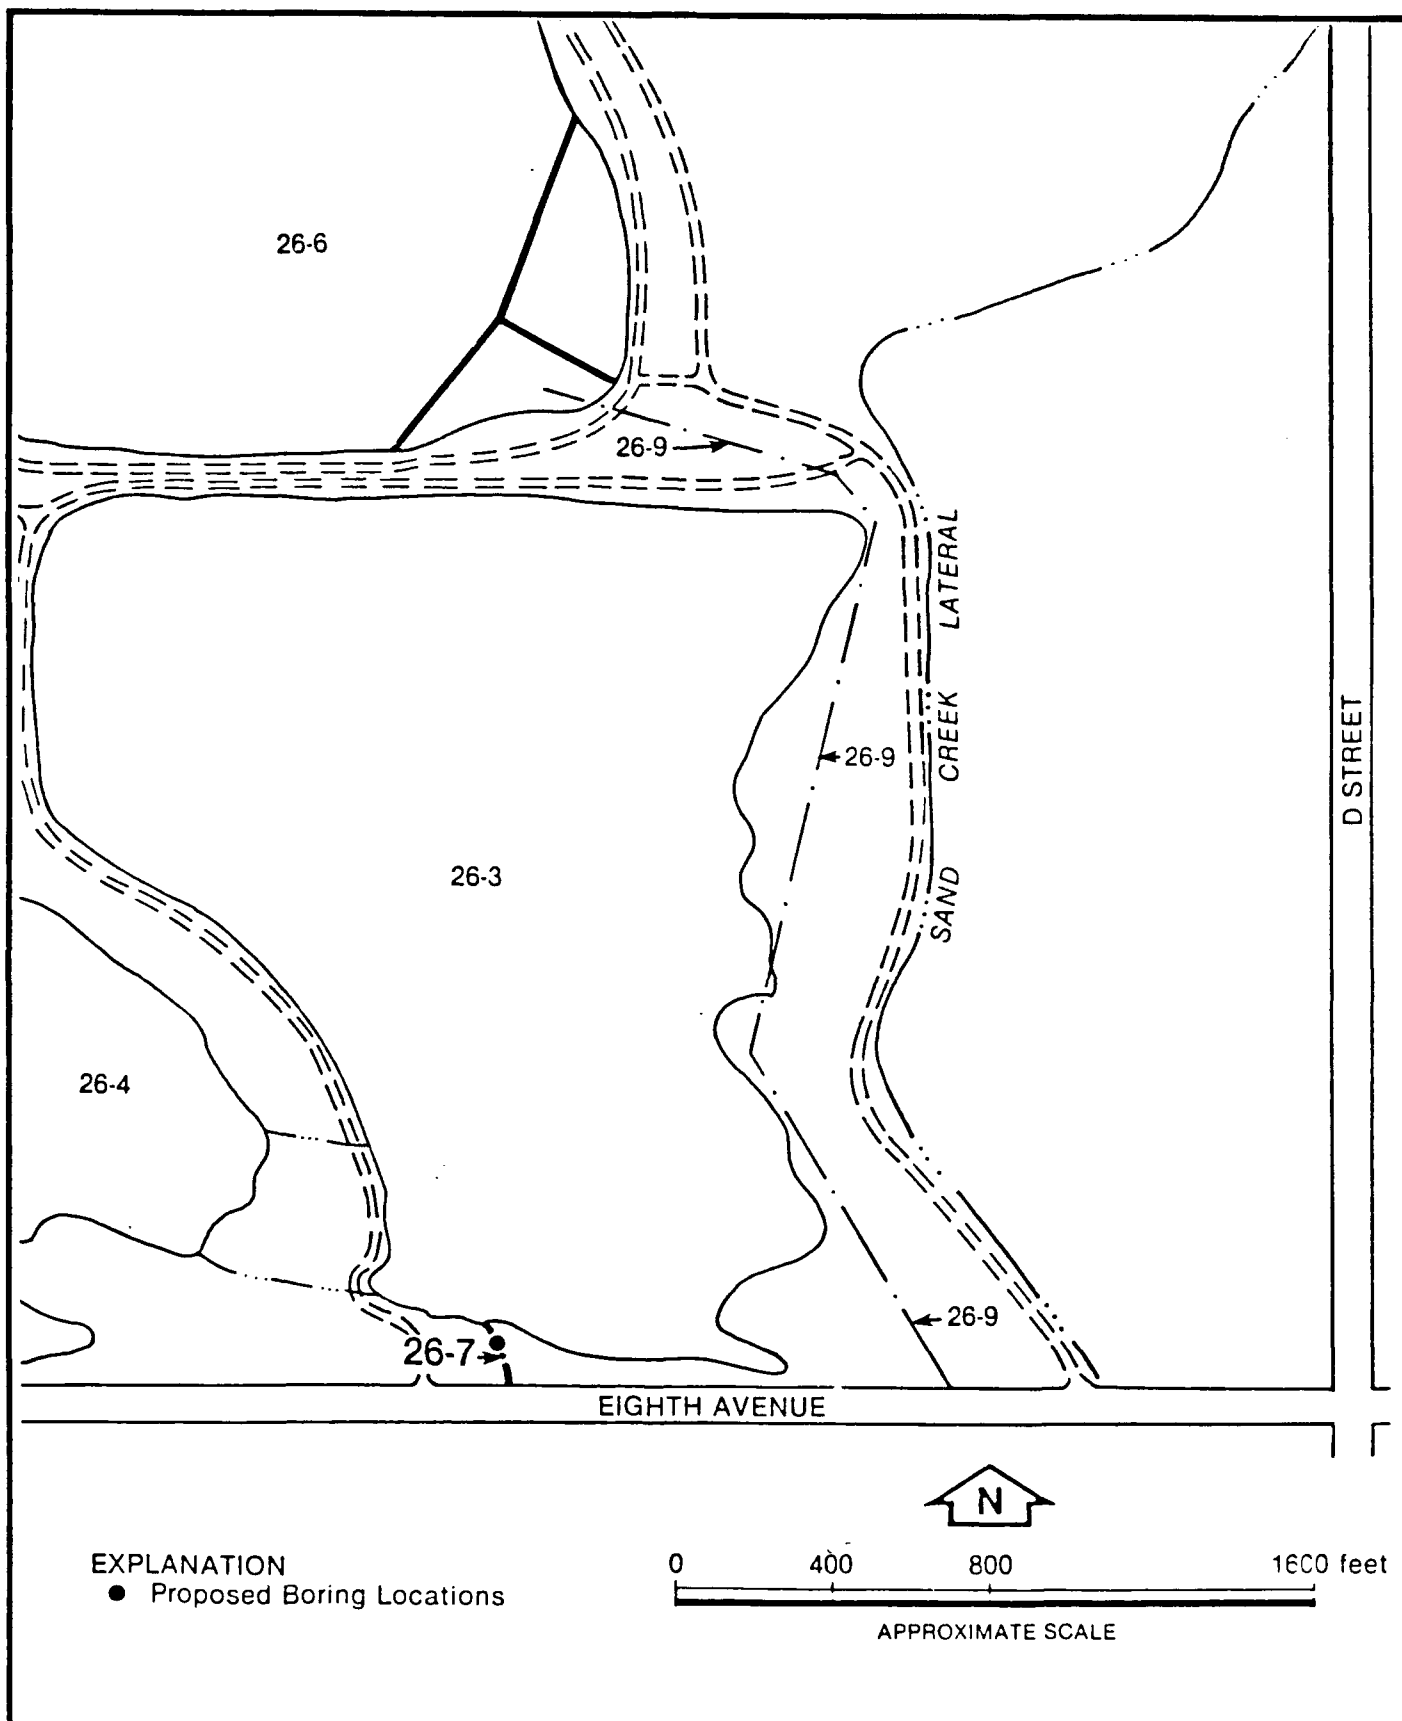 26-6
26-9
SAND CREEK LATERAL
D STREET
26-9
26-3
26-4
26-9
26-7
EIGHTH AVENUE
N
EXPLANATION
● Proposed Boring Locations
0 400 800 1600 feet
APPROXIMATE SCALE